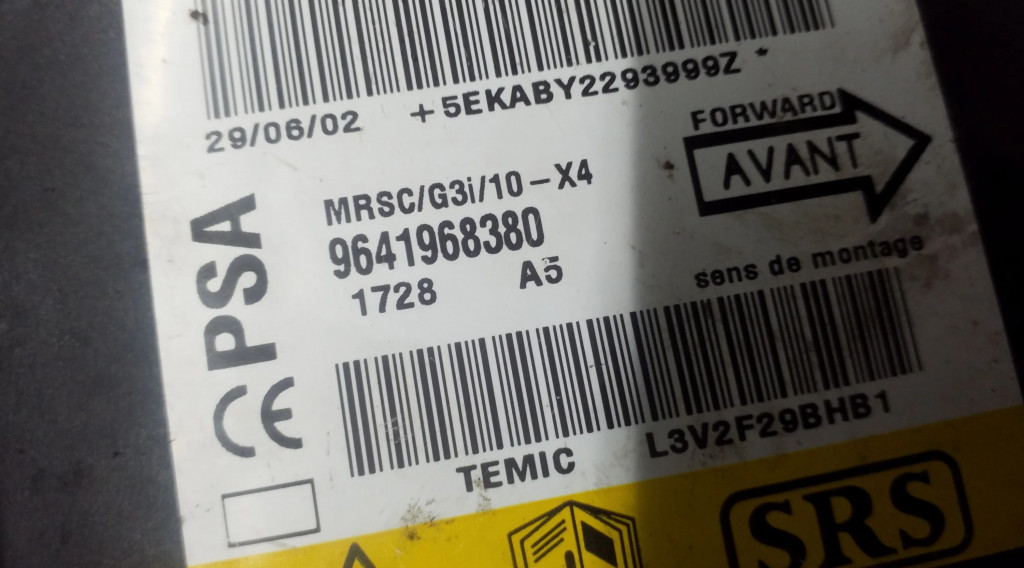 29/06/02 +5EKABY2293999Z *
FORWARD
AVANT
MRSC/G3i/10-X4
9641968380
1728 A5
sens de montage
PSA
CE
TEMIC L3V2F29BHB1
SRS